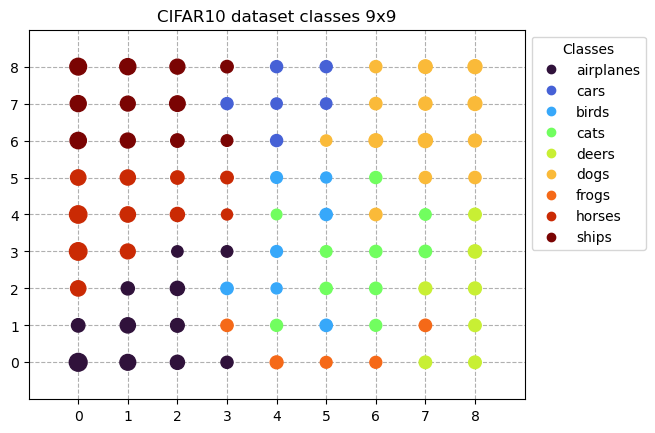 CIFAR10 dataset classes 9x9
8
7
6
5
4
3
2
1
0
0 1 2 3 4 5 6 7 8
Classes
airplanes
cars
birds
cats
deers
dogs
frogs
horses
ships